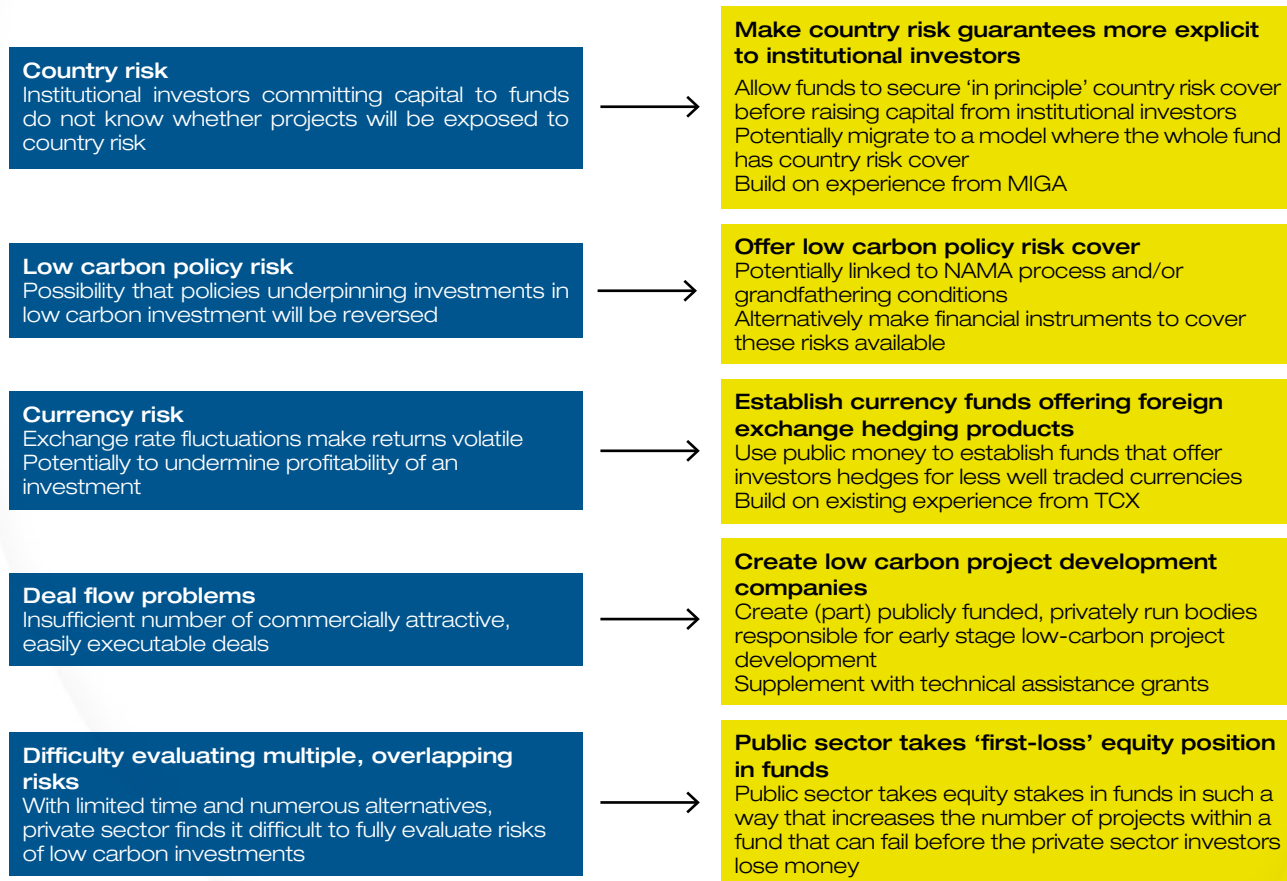 Country risk
Institutional investors committing capital to funds
do not know whether projects will be exposed to
country risk
Make country risk guarantees more explicit
to institutional investors
Allow funds to secure ‘in principle’ country risk cover
before raising capital from institutional investors
Potentially migrate to a model where the whole fund
has country risk cover
Build on experience from MIGA
Low carbon policy risk
Possibility that policies underpinning investments in
low carbon investment will be reversed
Offer low carbon policy risk cover
Potentially linked to NAMA process and/or
grandfathering conditions
Alternatively make financial instruments to cover
these risks available
Currency risk
Exchange rate fluctuations make returns volatile
Potentially to undermine profitability of an
investment
Establish currency funds offering foreign
exchange hedging products
Use public money to establish funds that offer
investors hedges for less well traded currencies
Build on existing experience from TCX
Deal flow problems
Insufficient number of commercially attractive,
easily executable deals
Create low carbon project development
companies
Create (part) publicly funded, privately run bodies
responsible for early stage low-carbon project
development
Supplement with technical assistance grants
Difficulty evaluating multiple, overlapping
risks
With limited time and numerous alternatives,
private sector finds it difficult to fully evaluate risks
of low carbon investments
Public sector takes ‘first-loss’ equity position
in funds
Public sector takes equity stakes in funds in such a
way that increases the number of projects within a
fund that can fail before the private sector investors
lose money